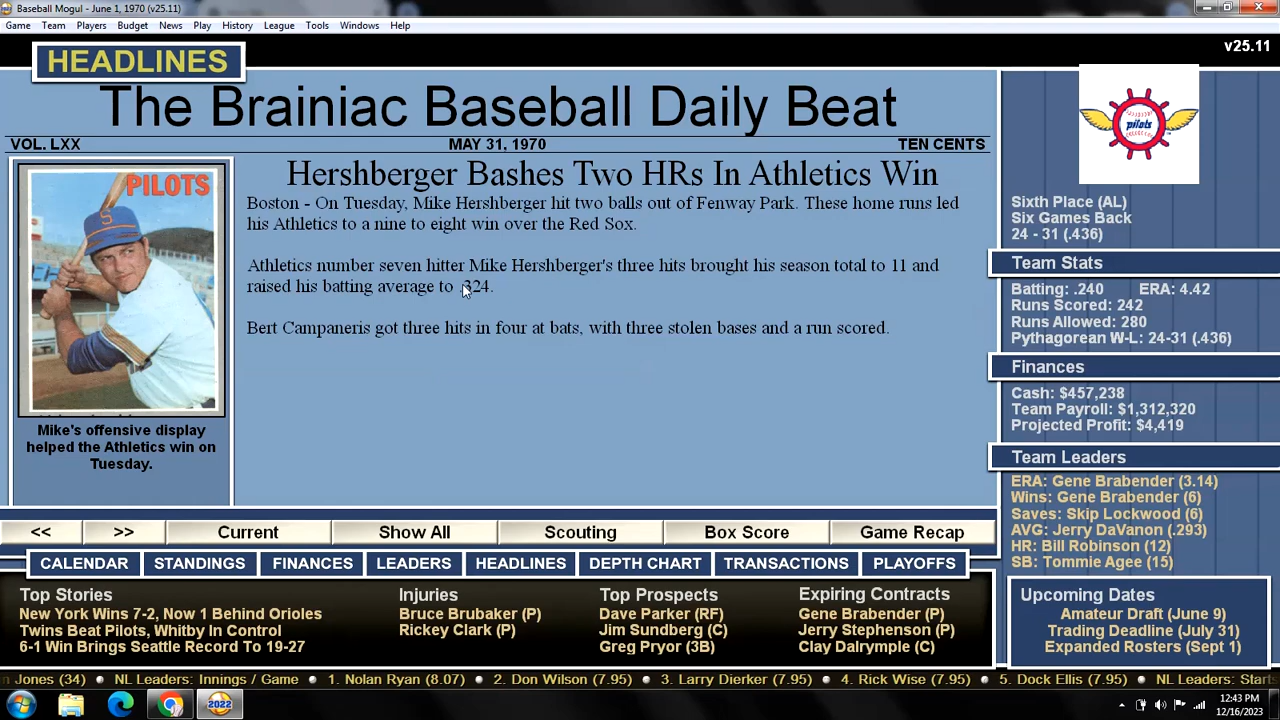 Baseball Mogul - June 1, 1970 (v25.11)
Game Team Players Budget News Play History League Tools Windows Help
HEADLINES
v25.11
The Brainiac Baseball Daily Beat
VOL. LXX MAY 31, 1970 TEN CENTS
PILOTS
S
Mike's offensive display
helped the Athletics win on
Tuesday.
Hershberger Bashes Two HRs In Athletics Win
Boston - On Tuesday, Mike Hershberger hit two balls out of Fenway Park. These home runs led
his Athletics to a nine to eight win over the Red Sox.
Athletics number seven hitter Mike Hershberger's three hits brought his season total to 11 and
raised his batting average to .324.
Bert Campaneris got three hits in four at bats, with three stolen bases and a run scored.
pilots
Sixth Place (AL)
Six Games Back
24 - 31 (.436)
Team Stats
Batting: .240 ERA: 4.42
Runs Scored: 242
Runs Allowed: 280
Pythagorean W-L: 24-31 (.436)
Finances
Cash: $457,238
Team Payroll: $1,312,320
Projected Profit: $4,419
Team Leaders
ERA: Gene Brabender (3.14)
Wins: Gene Brabender (6)
Saves: Skip Lockwood (6)
AVG: Jerry DaVanon (.293)
HR: Bill Robinson (12)
SB: Tommie Agee (15)
<< >> Current Show All Scouting Box Score Game Recap
CALENDAR STANDINGS FINANCES LEADERS HEADLINES DEPTH CHART TRANSACTIONS PLAYOFFS
Top Stories
New York Wins 7-2, Now 1 Behind Orioles
Twins Beat Pilots, Whitby In Control
6-1 Win Brings Seattle Record To 19-27
Injuries
Bruce Brubaker (P)
Rickey Clark (P)
Top Prospects
Dave Parker (RF)
Jim Sundberg (C)
Greg Pryor (3B)
Expiring Contracts
Gene Brabender (P)
Jerry Stephenson (P)
Clay Dalrymple (C)
Upcoming Dates
Amateur Draft (June 9)
Trading Deadline (July 31)
Expanded Rosters (Sept 1)
n Jones (34) • NL Leaders: Innings / Game • 1. Nolan Ryan (8.07) • 2. Don Wilson (7.95) • 3. Larry Dierker (7.95) • 4. Rick Wise (7.95) • 5. Dock Ellis (7.95) • NL Leaders: Starts
2022
12:43 PM
12/16/2023